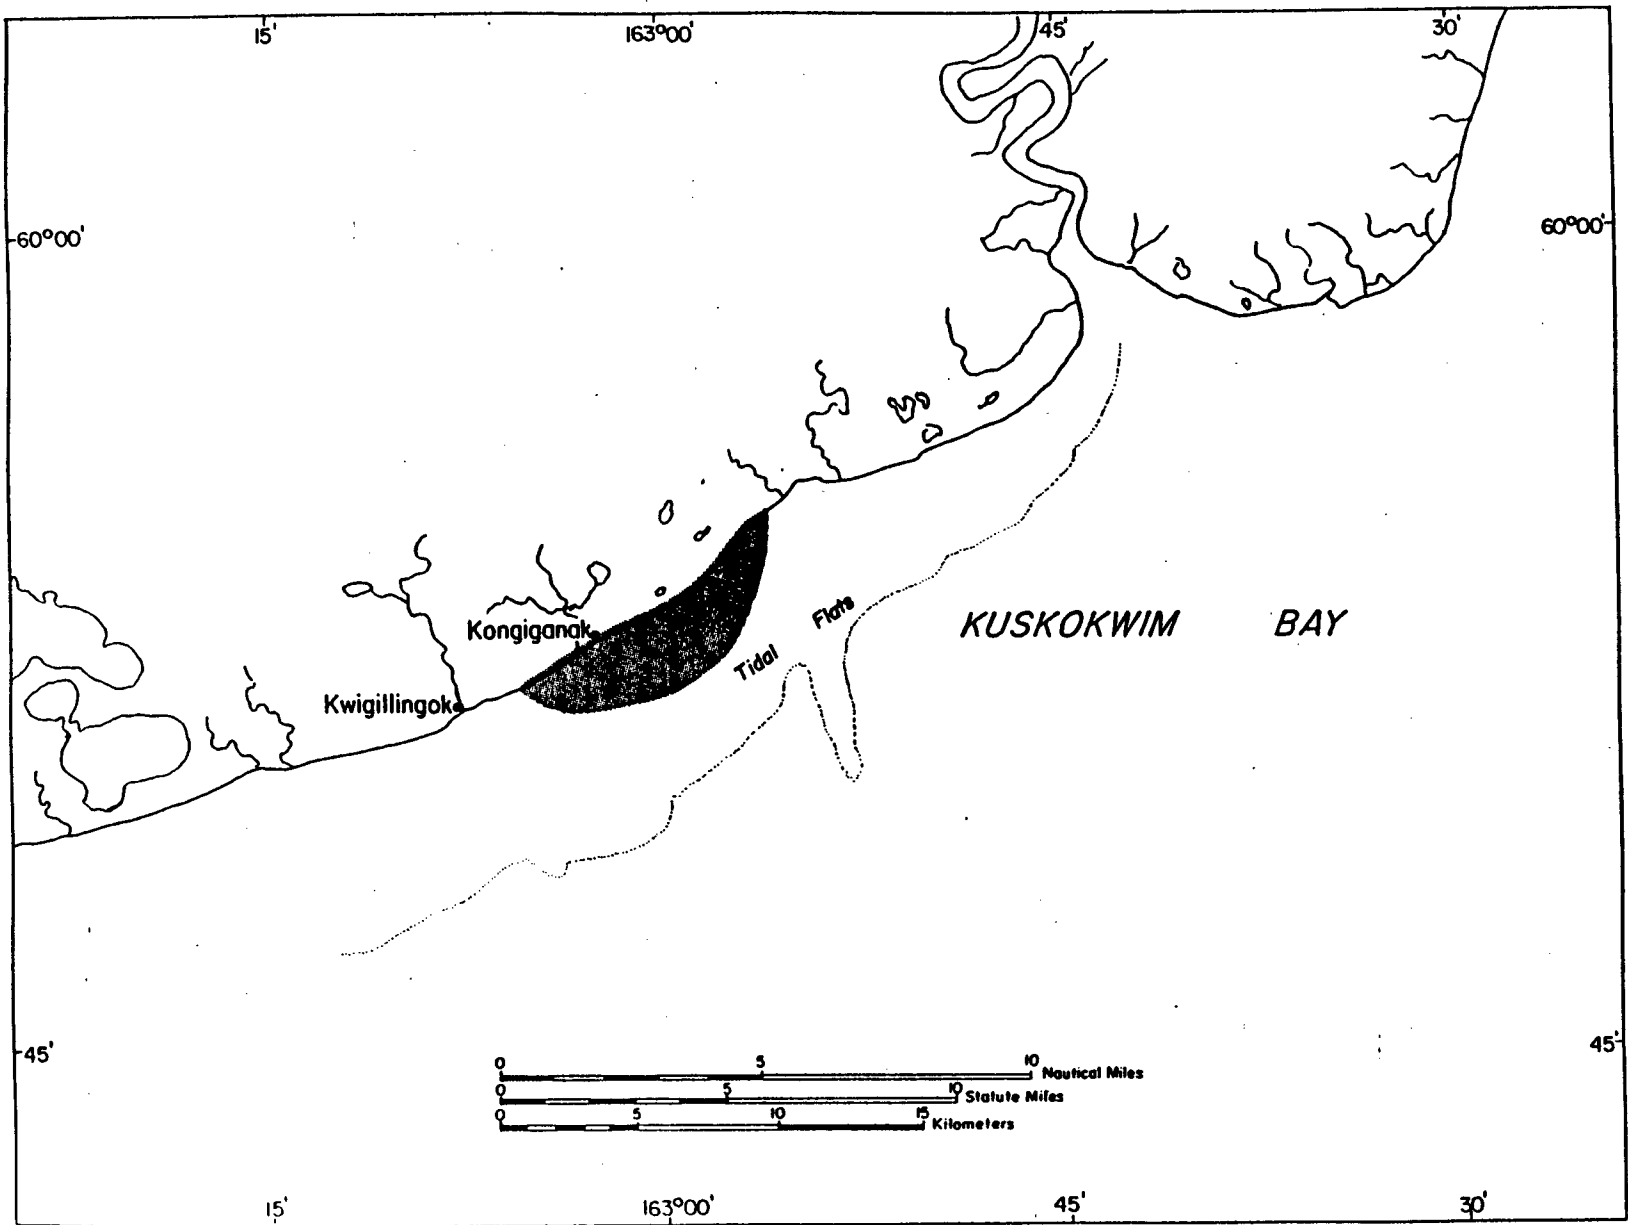 15' 163°00' 45' 30'
60°00' 60°00'
Kongiganak
Flats
KUSKOKWIM BAY
Tidal
Kwigillingok
45' 45'
0 5 10 Nautical Miles
0 5 10 Statute Miles
0 5 10 15 Kilometers
15' 163°00' 45' 30'